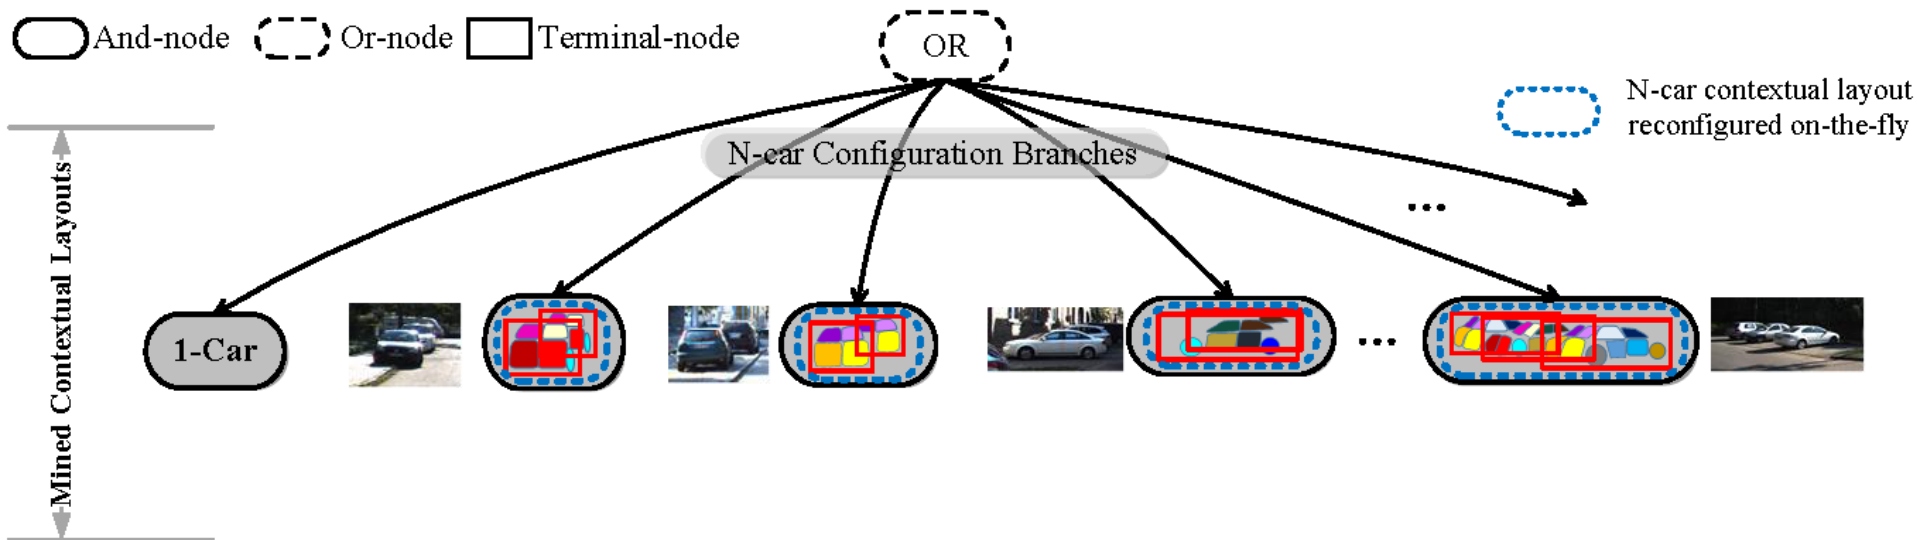 And-node
Or-node
Terminal-node
OR
N-car contextual layout
reconfigured on-the-fly
N-car Configuration Branches
Mined Contextual Layouts
...
1-Car
...